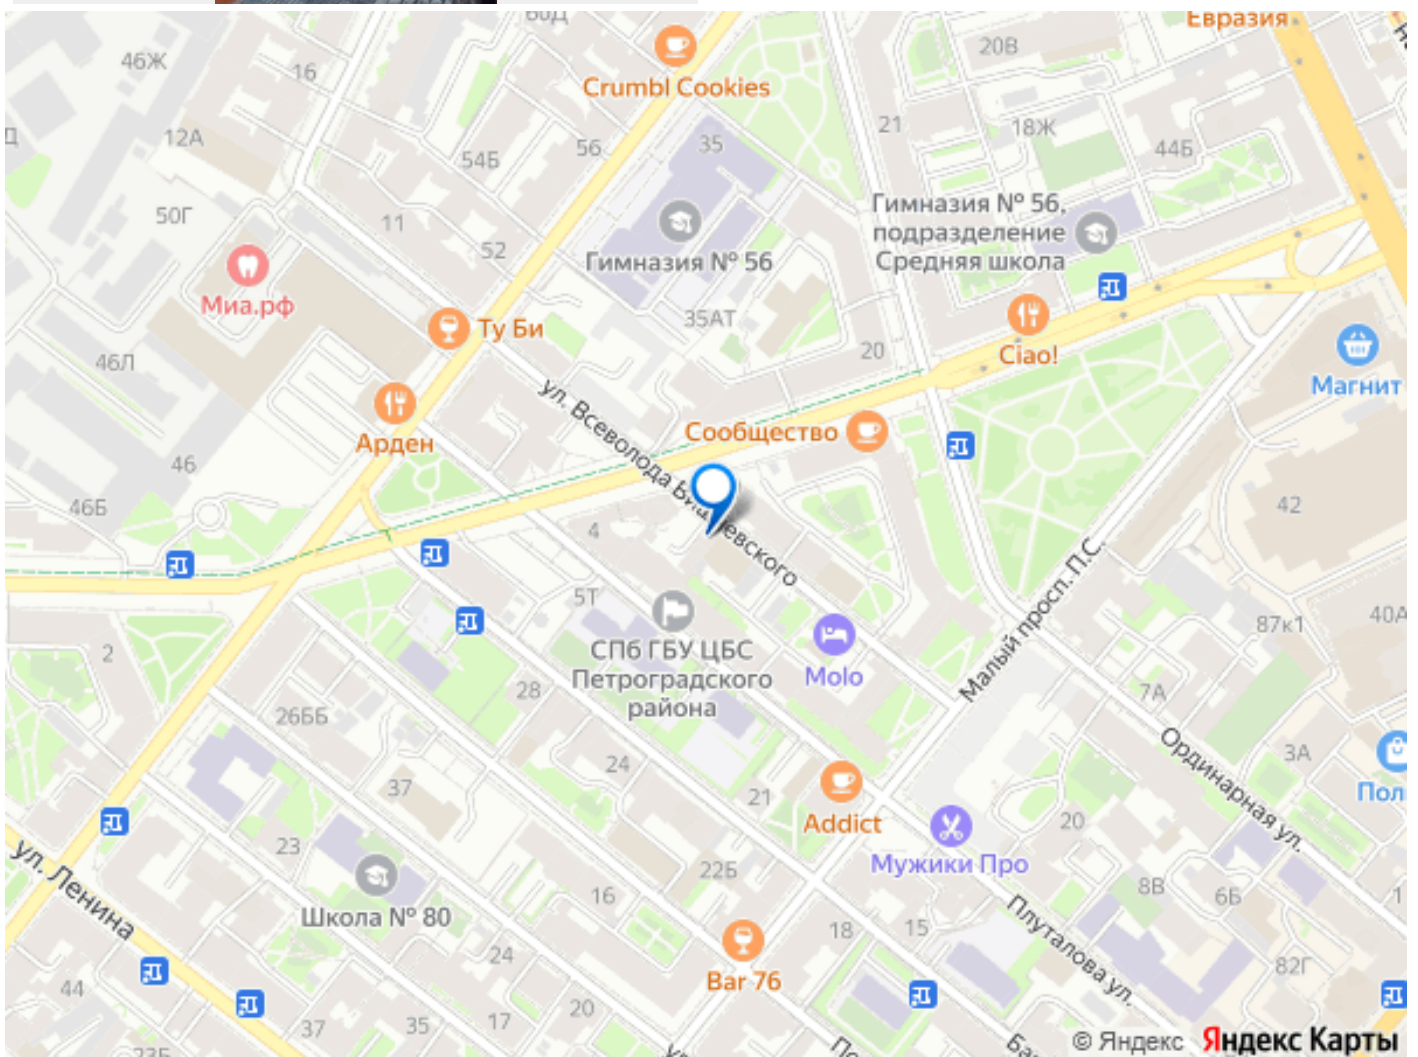 60Д
Евразия
46Ж
16
20В
Crumbl Cookies
12А
54Б
56
35
21
18Ж
44Б
50Г
11
52
Гимназия № 56
Гимназия № 56,
подразделение
Средняя школа
Миа.рф
Ту Би
35АТ
20
Ciao!
Магнит
46Л
Арден
ул. Всеволода Вишневского
Сообщество
46
46Б
4
42
5Т
СПб ГБУ ЦБС
Петроградского
района
Molo
Малый просп. П.С.
87к1
40А
2
28
26ББ
7А
24
37
21
Addict
Ординарная ул.
3А
Пол
ул. Ленина
23
Школа № 80
22Б
Мужики Про
20
8В
6Б
1
16
18
15
Плуталова ул.
24
Bar 76
82Г
44
37
35
17
20
23Б
© Яндекс Яндекс Карты